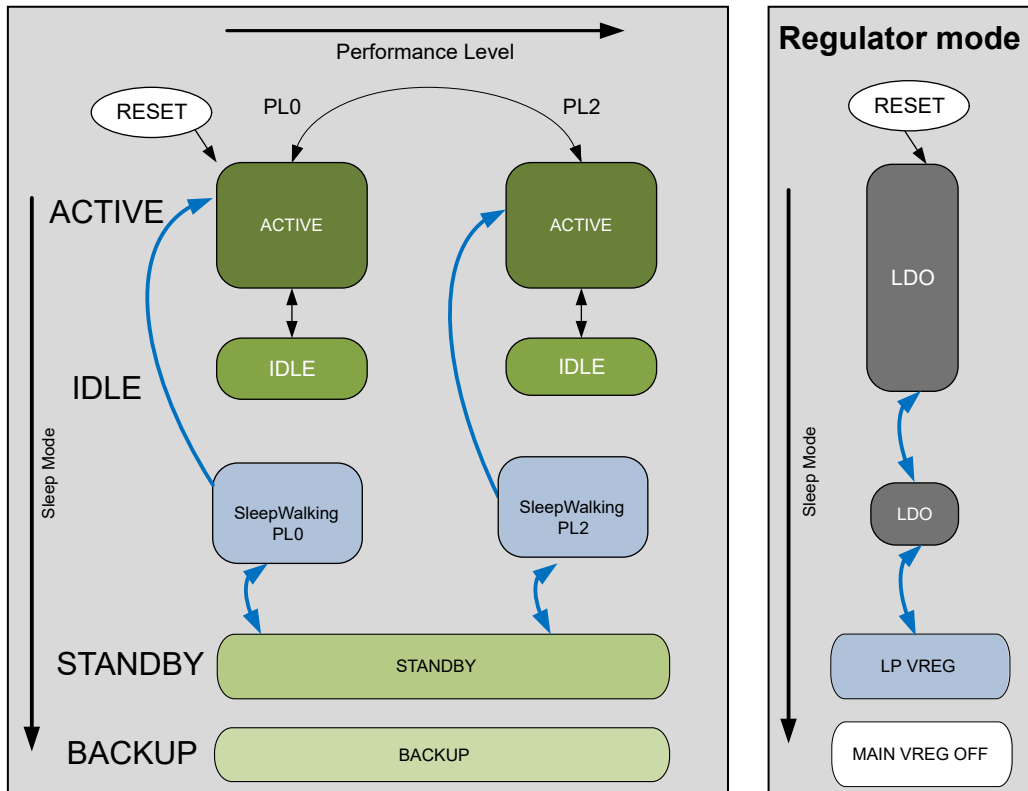 Performance Level
RESET
PL0
PL2
ACTIVE
ACTIVE
ACTIVE
IDLE
IDLE
IDLE
Sleep Mode
SleepWalking
PL0
SleepWalking
PL2
STANDBY
STANDBY
BACKUP
BACKUP
Regulator mode
RESET
LDO
Sleep Mode
LDO
LP VREG
MAIN VREG OFF